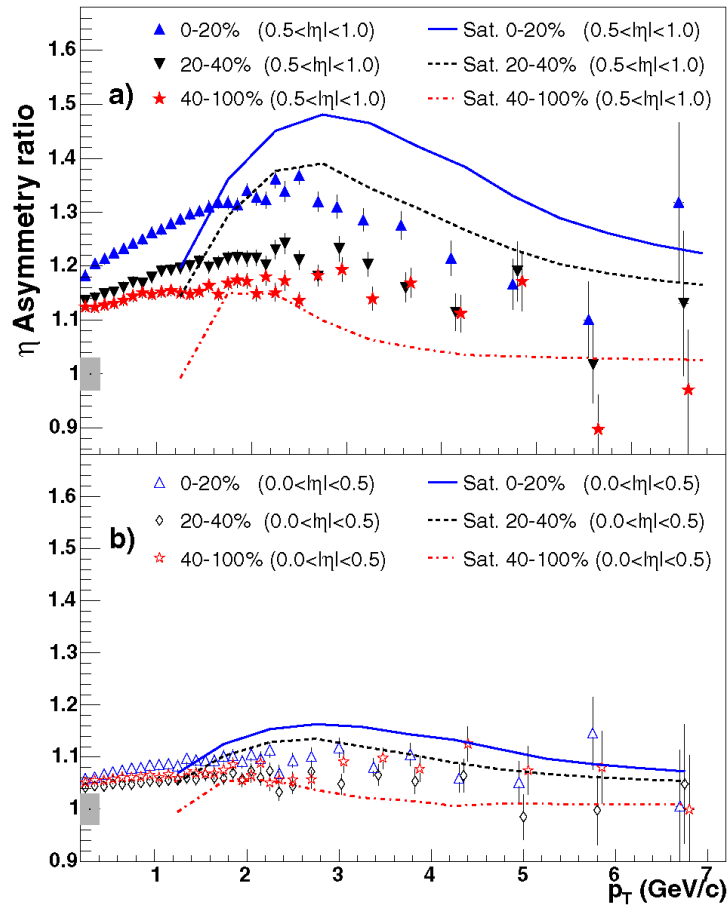 0-20% (0.5<|η|<1.0) Sat. 0-20% (0.5<|η|<1.0)
20-40% (0.5<|η|<1.0) Sat. 20-40% (0.5<|η|<1.0)
40-100% (0.5<|η|<1.0) Sat. 40-100% (0.5<|η|<1.0)
a)
η Asymmetry ratio
1.6
1.5
1.4
1.3
1.2
1.1
1
0.9
0-20% (0.0<|η|<0.5) Sat. 0-20% (0.0<|η|<0.5)
20-40% (0.0<|η|<0.5) Sat. 20-40% (0.0<|η|<0.5)
40-100% (0.0<|η|<0.5) Sat. 40-100% (0.0<|η|<0.5)
b)
1.6
1.5
1.4
1.3
1.2
1.1
1
0.9
1 2 3 4 5 6 7
pT (GeV/c)